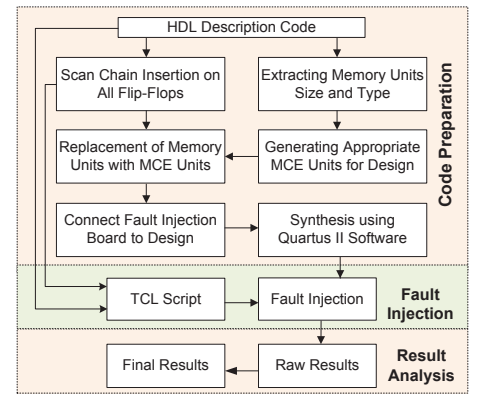 HDL Description Code
Scan Chain Insertion on
All Flip-Flops
Extracting Memory Units
Size and Type
Replacement of Memory
Units with MCE Units
Generating Appropriate
MCE Units for Design
Connect Fault Injection
Board to Design
Synthesis using
Quartus II Software
Code Preparation
TCL Script
Fault Injection
Fault
Injection
Final Results
Raw Results
Result
Analysis